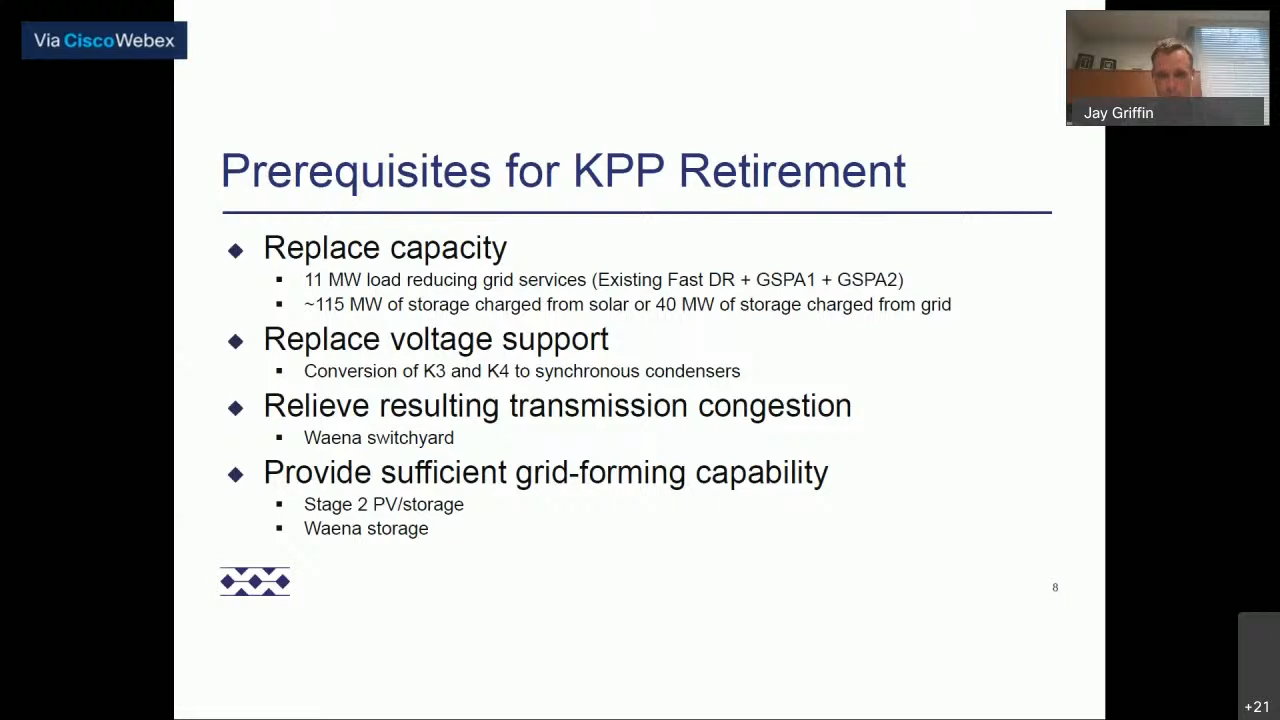 Via CiscoWebex
Jay Griffin
Prerequisites for KPP Retirement
◆ Replace capacity
▪ 11 MW load reducing grid services (Existing Fast DR + GSPA1 + GSPA2)
▪ ~115 MW of storage charged from solar or 40 MW of storage charged from grid
◆ Replace voltage support
▪ Conversion of K3 and K4 to synchronous condensers
◆ Relieve resulting transmission congestion
▪ Waena switchyard
◆ Provide sufficient grid-forming capability
▪ Stage 2 PV/storage
▪ Waena storage
8
+21